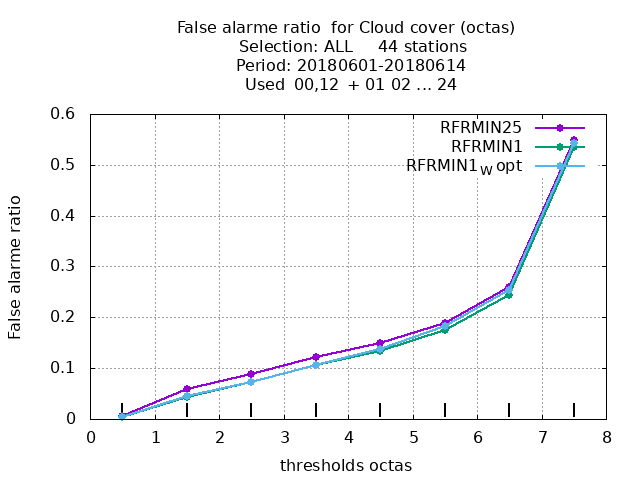 False alarme ratio  for Cloud cover (octas)
Selection: ALL     44 stations
Period: 20180601-20180614
Used  00,12  + 01 02 ... 24
RFRMIN25
RFRMIN1
RFRMIN1w opt
False alarme ratio
0.6
0.5
0.4
0.3
0.2
0.1
0
0 1 2 3 4 5 6 7 8
thresholds octas